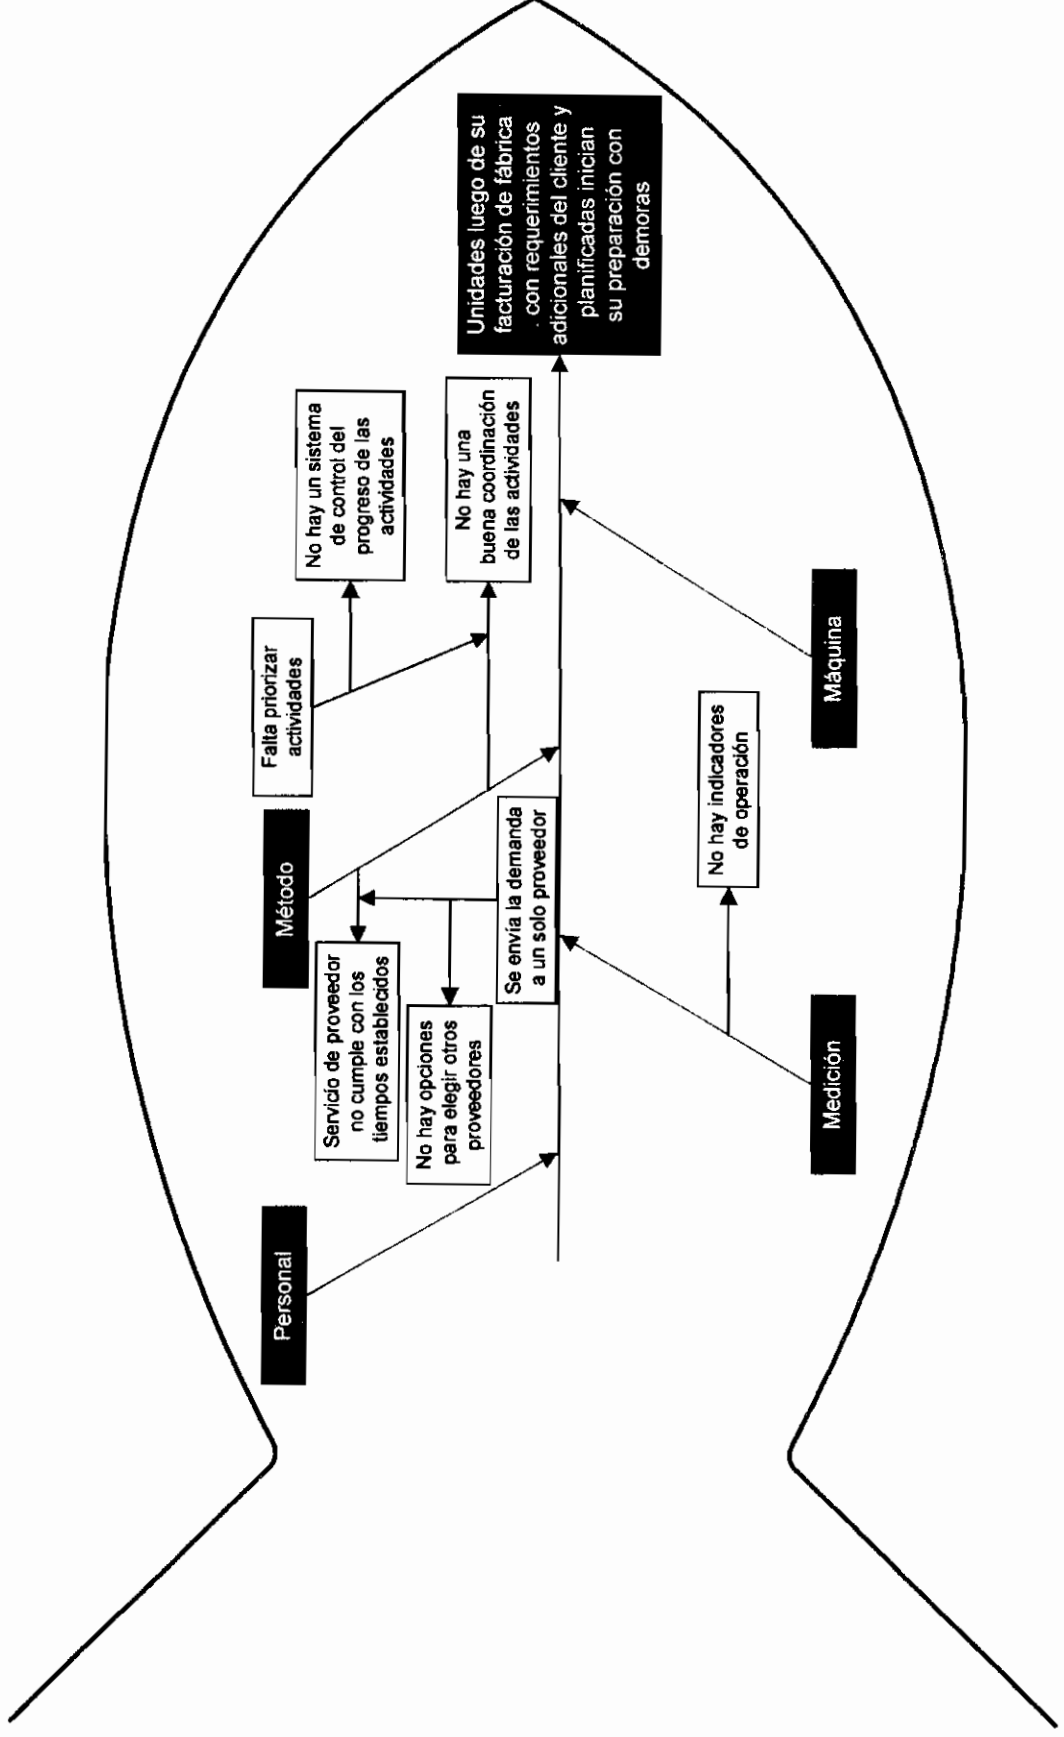 Personal
Método
Servicio de proveedor
no cumple con los
tiempos establecidos
No hay opciones
para elegir otros
proveedores
Se envía la demanda
a un solo proveedor
Falta priorizar
actividades
No hay un sistema
de control del
progreso de las
actividades
No hay una
buena coordinación
de las actividades
Unidades luego de su
facturación de fábrica
. con requerimientos
adicionales del cliente y
planificadas inician
su preparación con
demoras
Medición
No hay indicadores
de operación
Máquina